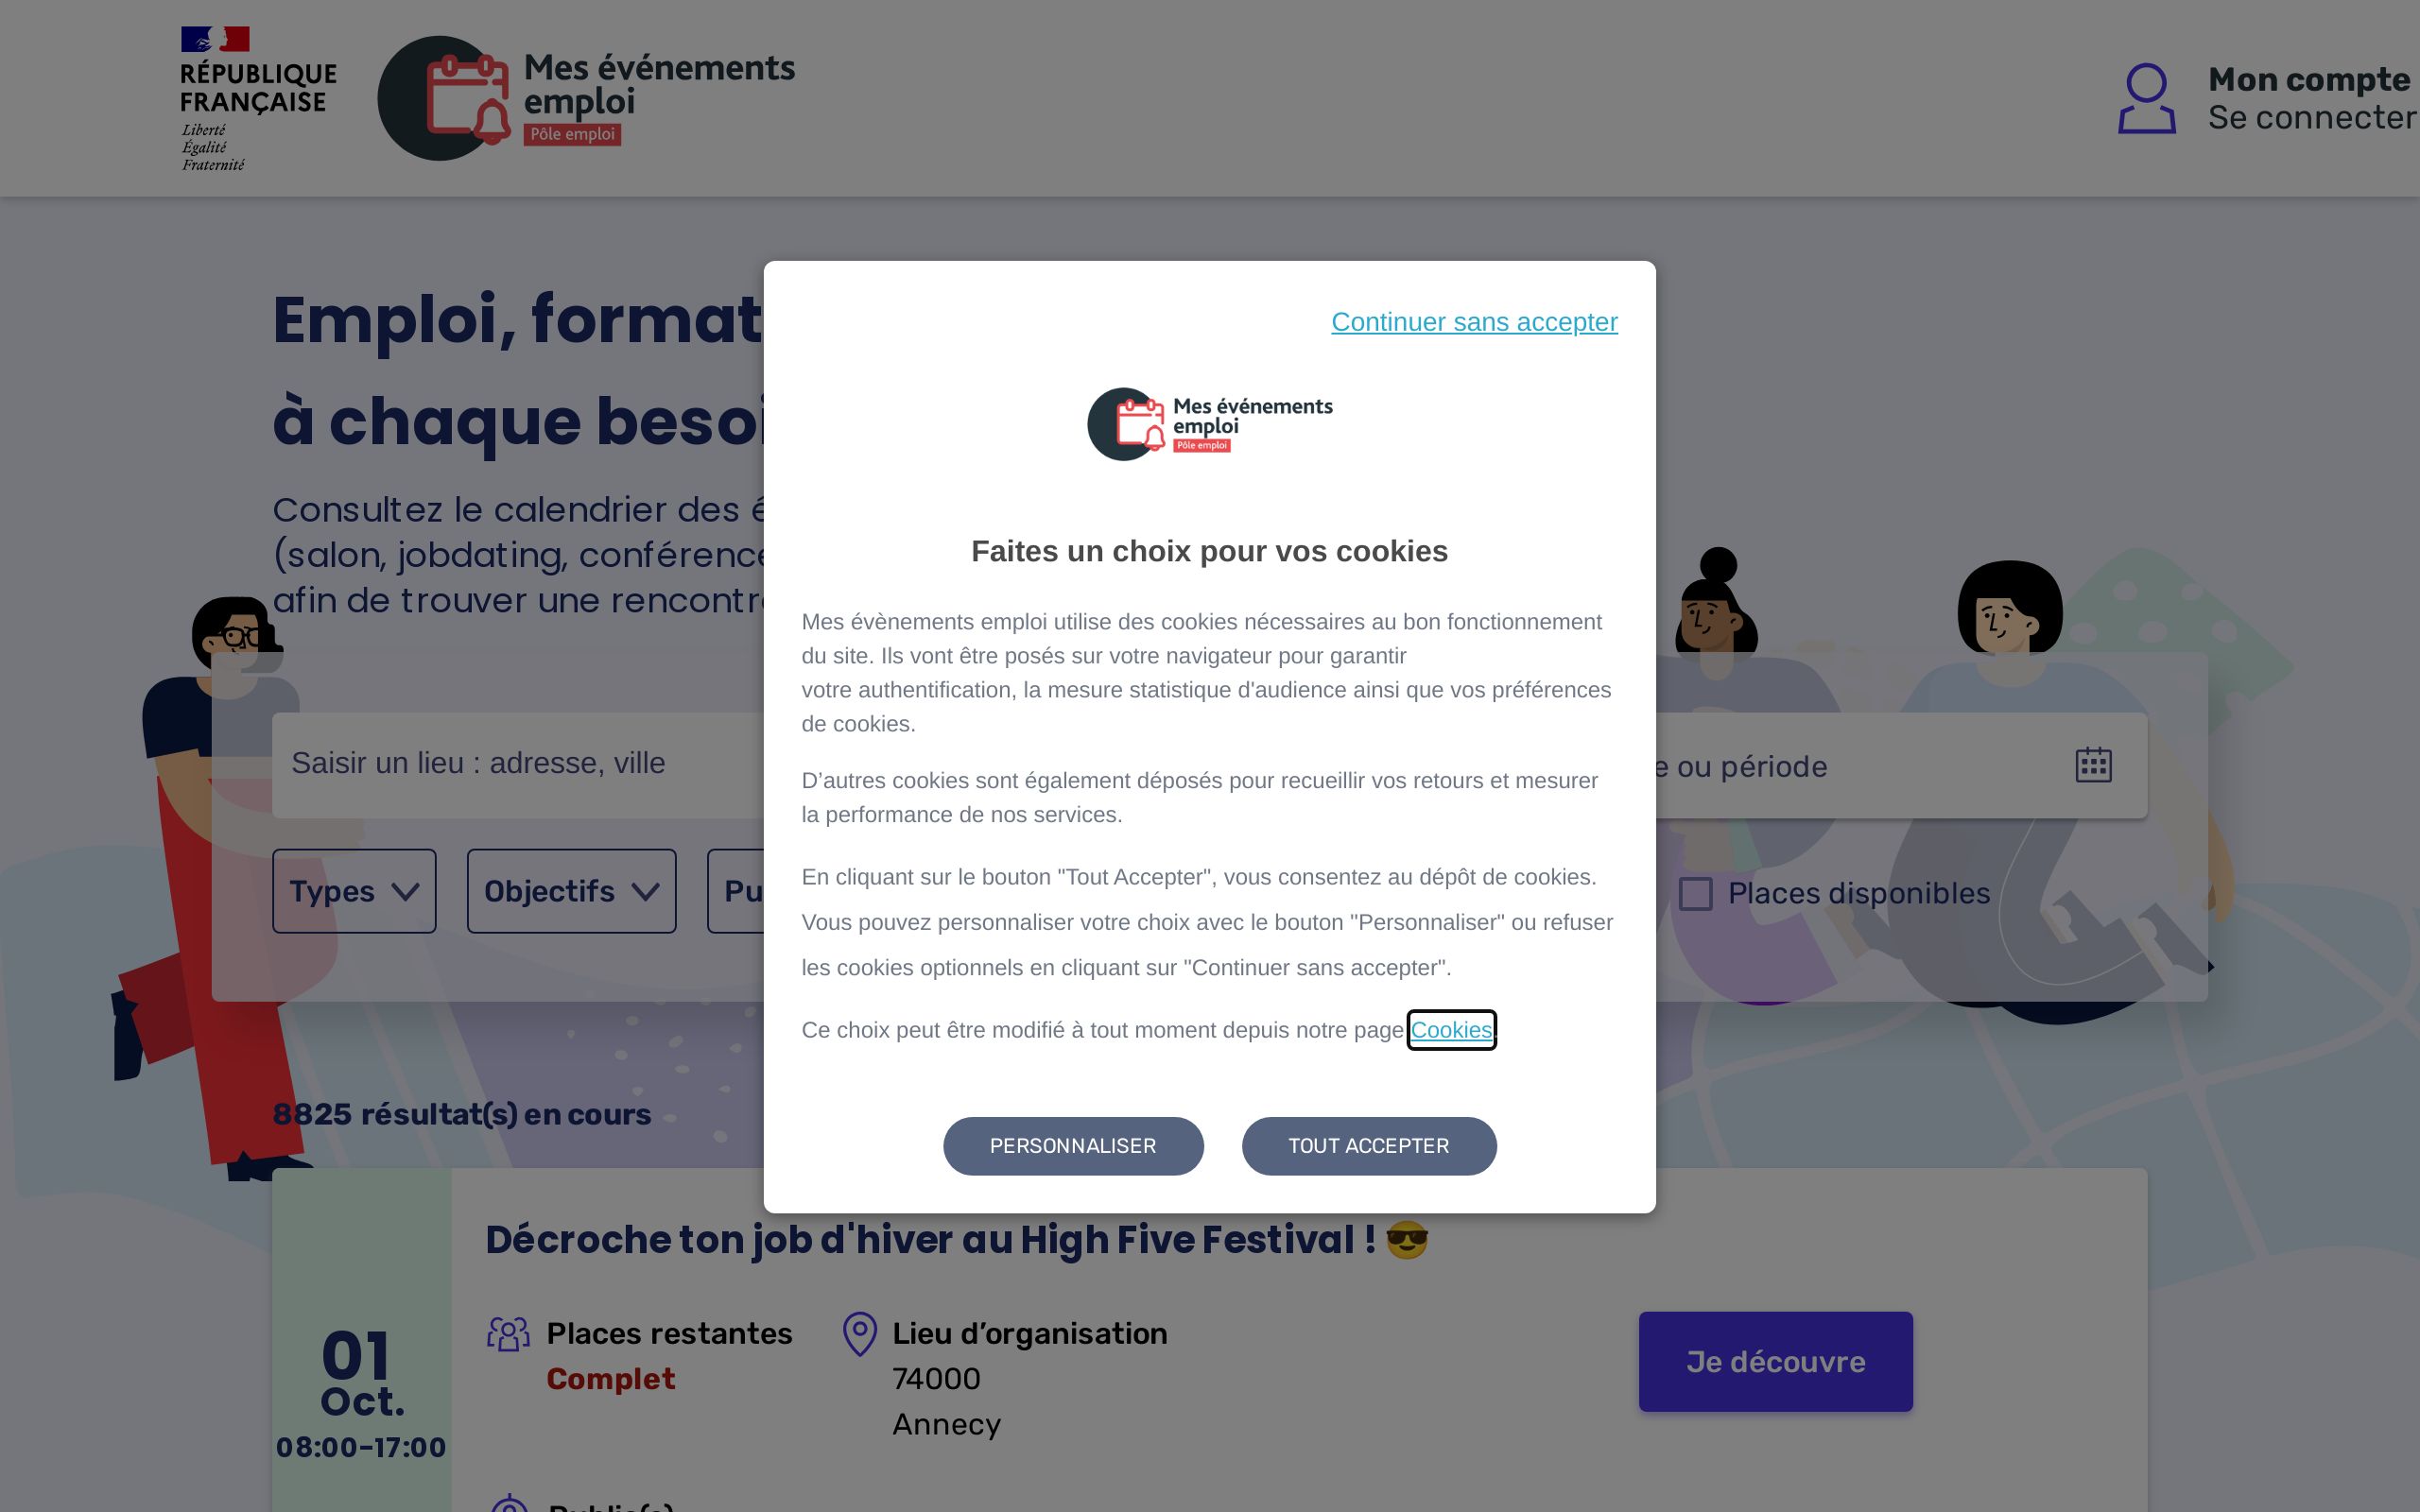 RÉPUBLIQUE
FRANÇAISE
Liberté
Égalité
Fraternité
Mes événements
emploi
Pôle emploi
Mon compte
Se connecter
Emploi, format
à chaque besoi
Consultez le calendrier des é
(salon, jobdating, conférence
afin de trouver une rencontr
Continuer sans accepter
Mes événements
emploi
Pôle emploi
Faites un choix pour vos cookies
Mes évènements emploi utilise des cookies nécessaires au bon fonctionnement
du site. Ils vont être posés sur votre navigateur pour garantir
votre authentification, la mesure statistique d'audience ainsi que vos préférences
de cookies.
D’autres cookies sont également déposés pour recueillir vos retours et mesurer
la performance de nos services.
En cliquant sur le bouton "Tout Accepter", vous consentez au dépôt de cookies.
Vous pouvez personnaliser votre choix avec le bouton "Personnaliser" ou refuser
les cookies optionnels en cliquant sur "Continuer sans accepter".
Ce choix peut être modifié à tout moment depuis notre page Cookies.
PERSONNALISER
TOUT ACCEPTER
Saisir un lieu : adresse, ville
e ou période
Types
Objectifs
Pu
Places disponibles
8825 résultat(s) en cours
Décroche ton job d'hiver au High Five Festival ! 😎
01
Oct.
08:00-17:00
Places restantes
Complet
Lieu d’organisation
74000
Annecy
Je découvre
Public(s)